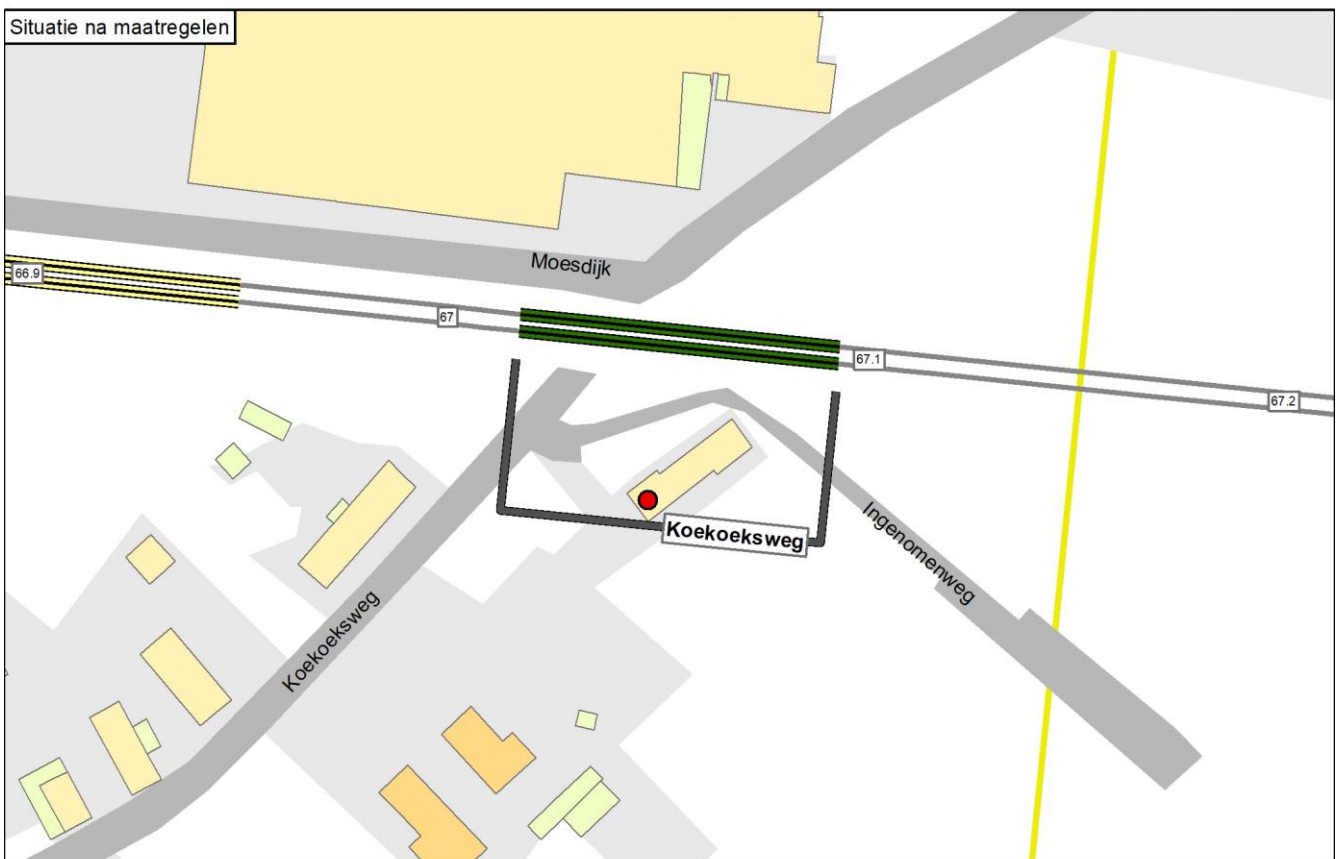 Situatie na maatregelen
Moesdijk
66.9
67
67.1
67.2
Koekoeksweg
Ingenomenweg
Koekoeksweg